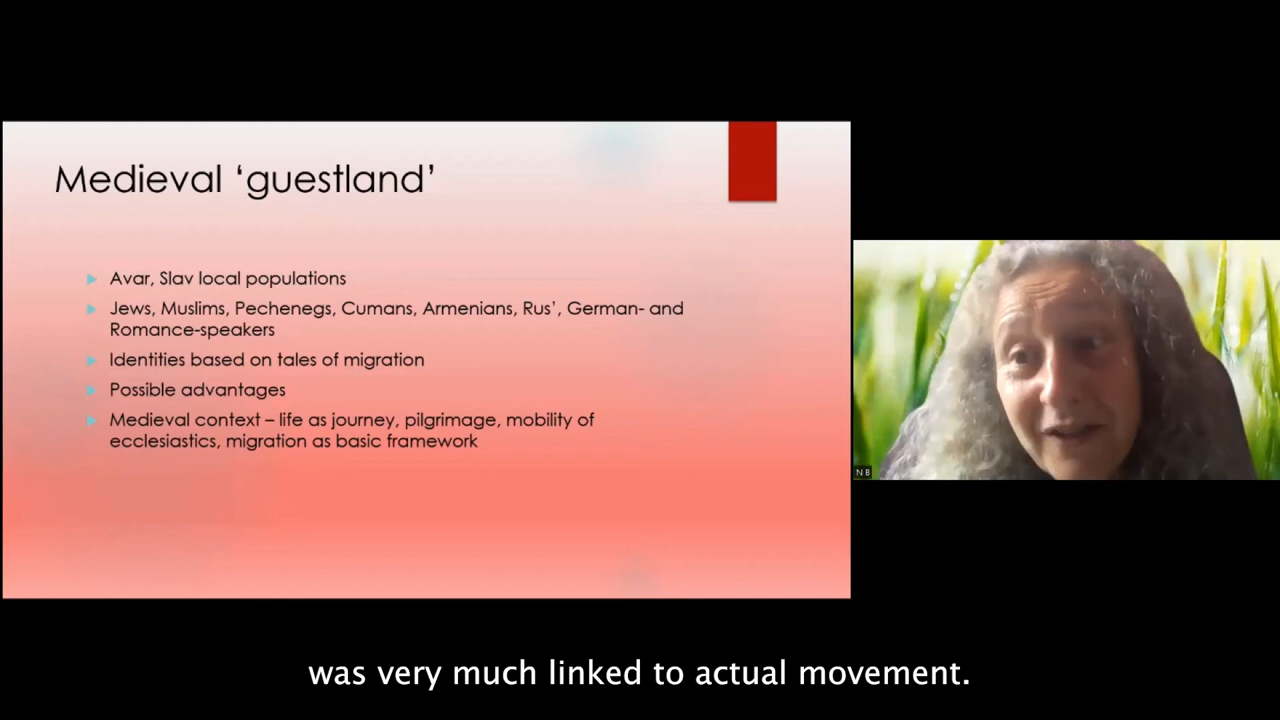 Medieval ‘guestland’
Avar, Slav local populations
Jews, Muslims, Pechenegs, Cumans, Armenians, Rus’, German- and
Romance-speakers
Identities based on tales of migration
Possible advantages
Medieval context – life as journey, pilgrimage, mobility of
ecclesiastics, migration as basic framework
N B
was very much linked to actual movement.